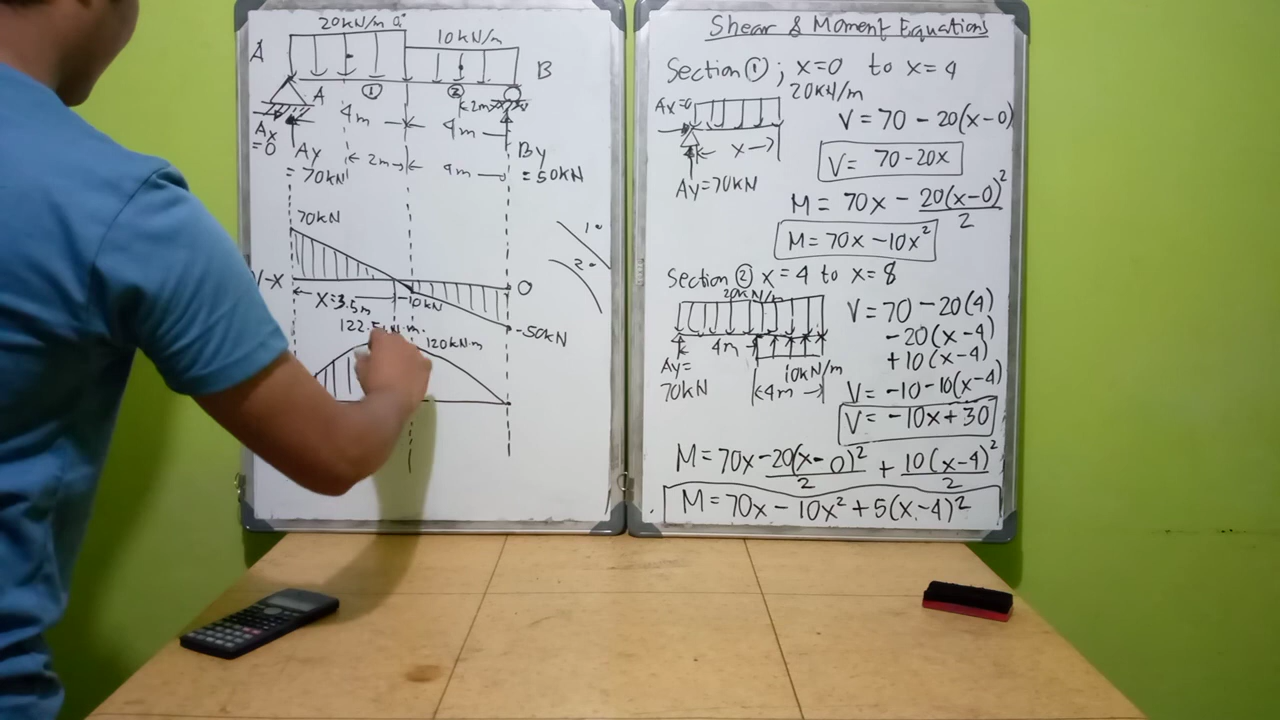 20kN/m
10kN/m
A
B
A
①
②
2m
4m
4m
Ax
=0
Ay
= 70kN
2m
4m
By
= 50kN
70kN
V-X
0
X=3.5m
-10kN
-50kN
122.5kN·m.
120kN·m
1°
2°
Shear & Moment Equations
Section ① ; x=0 to x=4
Ax=0
20kN/m
x
Ay=70kN
V = 70 - 20(x-0)
V = 70-20x
M = 70x - 20(x-0)²/2
M = 70x -10x²
Section ② x = 4 to x=8
20kN/m
4m
Ay=
70kN
10kN/m
4m
V = 70 - 20(4)
-20(x-4)
+10(x-4)
V = -10-10(x-4)
V = -10x+30
M = 70x-20(x-0)²/2 + 10(x-4)²/2
M = 70x - 10x² + 5(x-4)²